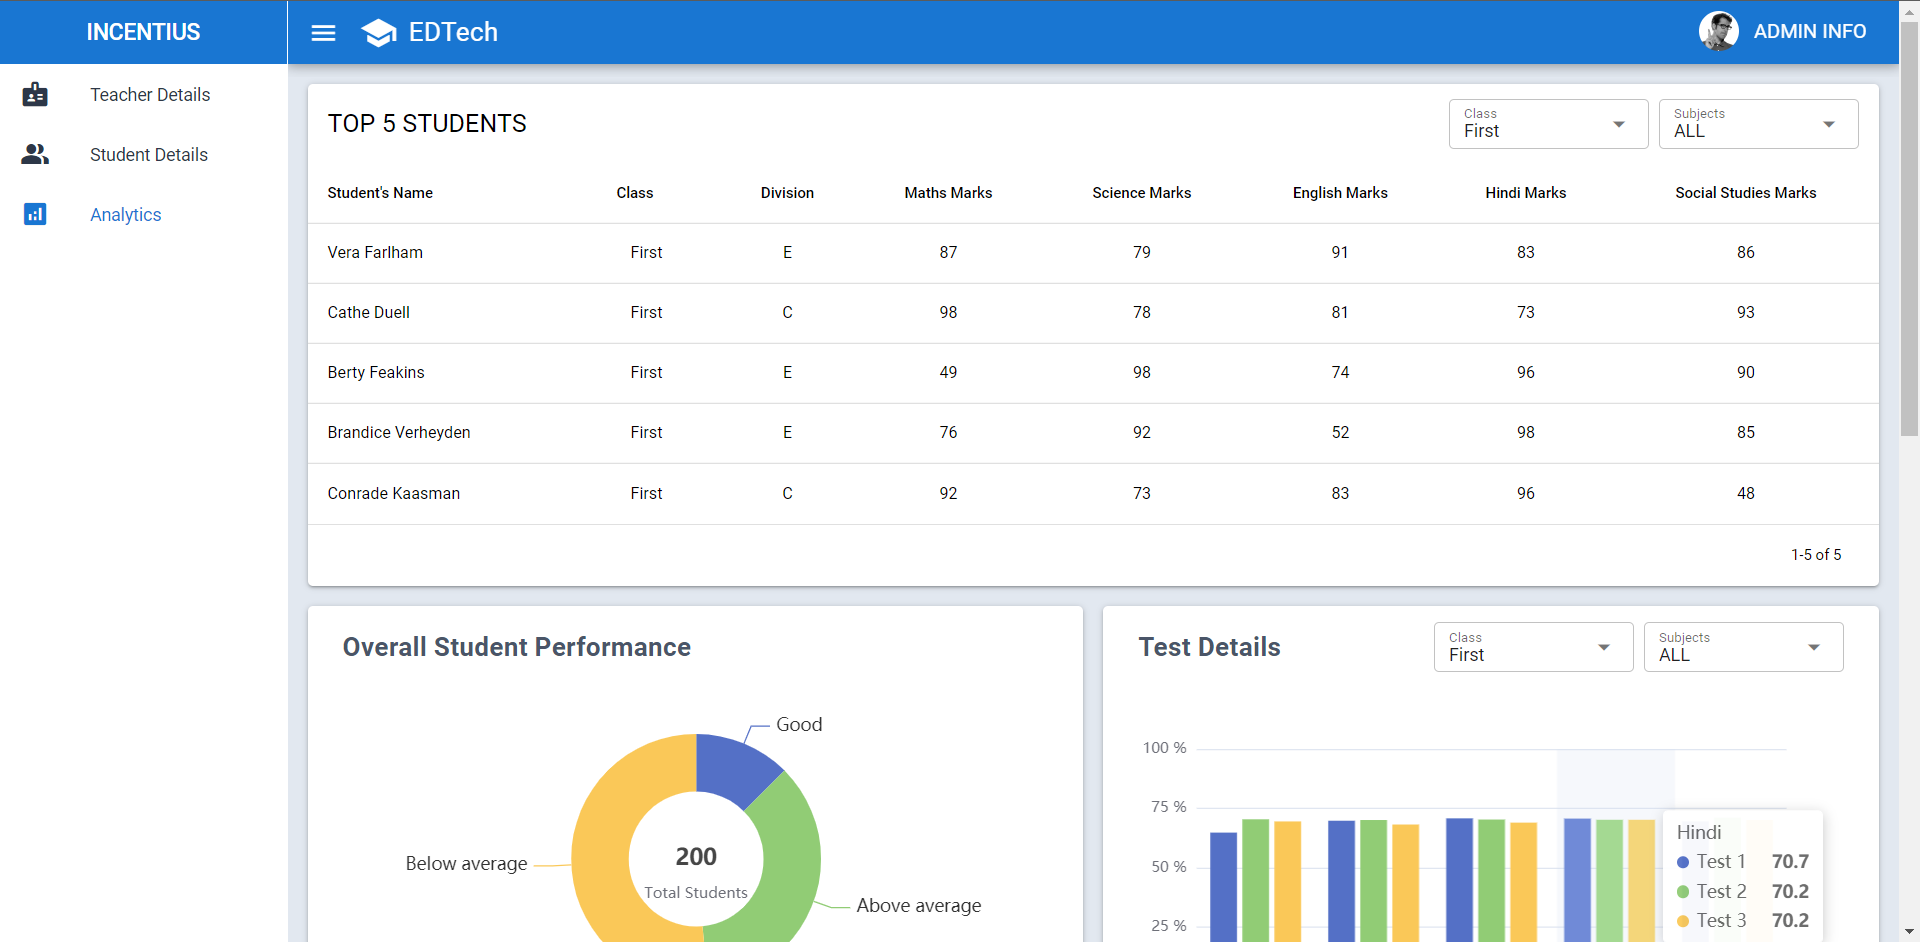 INCENTIUS
EDTech
ADMIN INFO
Teacher Details
Student Details
Analytics
TOP 5 STUDENTS
Class
First
Subjects
ALL
Student's Name Class Division Maths Marks Science Marks English Marks Hindi Marks Social Studies Marks
Vera Farlham First E 87 79 91 83 86
Cathe Duell First C 98 78 81 73 93
Berty Feakins First E 49 98 74 96 90
Brandice Verheyden First E 76 92 52 98 85
Conrade Kaasman First C 92 73 83 96 48
1-5 of 5
Overall Student Performance
Good
Below average
200
Total Students
Above average
Test Details
Class
First
Subjects
ALL
100 %
75 %
50 %
25 %
Hindi
Test 1 70.7
Test 2 70.2
Test 3 70.2